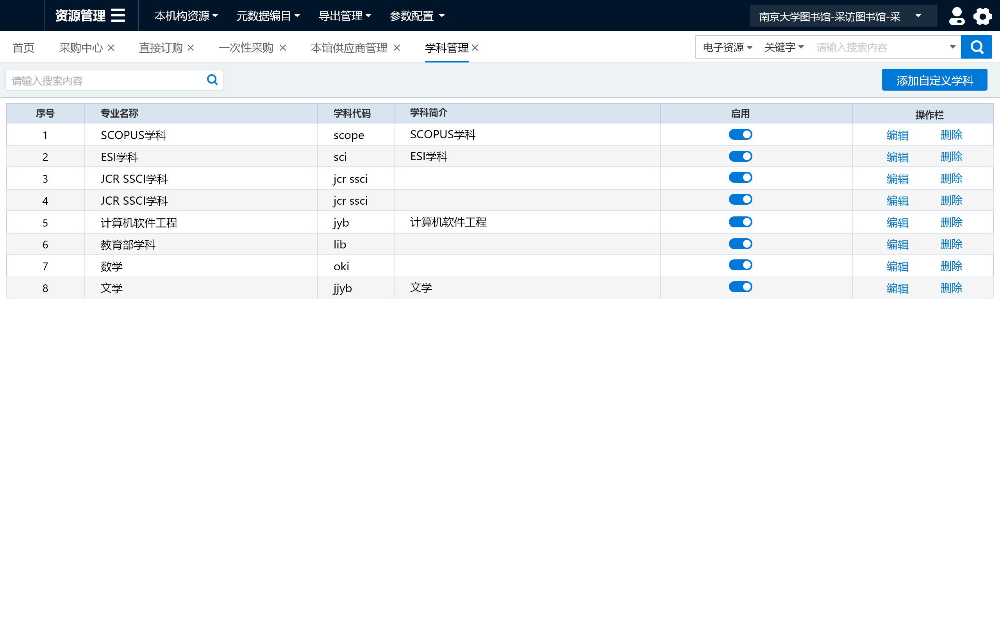 资源管理 本机构资源 元数据编目 导出管理 参数配置 南京大学图书馆-采访图书馆-采
首页 采购中心 直接订购 一次性采购 本馆供应商管理 学科管理 电子资源 关键字 请输入搜索内容
请输入搜索内容 添加自定义学科
序号 专业名称 学科代码 学科简介 启用 操作栏
1 SCOPUS学科 scope SCOPUS学科 编辑 删除
2 ESI学科 sci ESI学科 编辑 删除
3 JCR SSCI学科 jcr ssci 编辑 删除
4 JCR SSCI学科 jcr ssci 编辑 删除
5 计算机软件工程 jyb 计算机软件工程 编辑 删除
6 教育部学科 lib 编辑 删除
7 数学 oki 编辑 删除
8 文学 jjyb 文学 编辑 删除